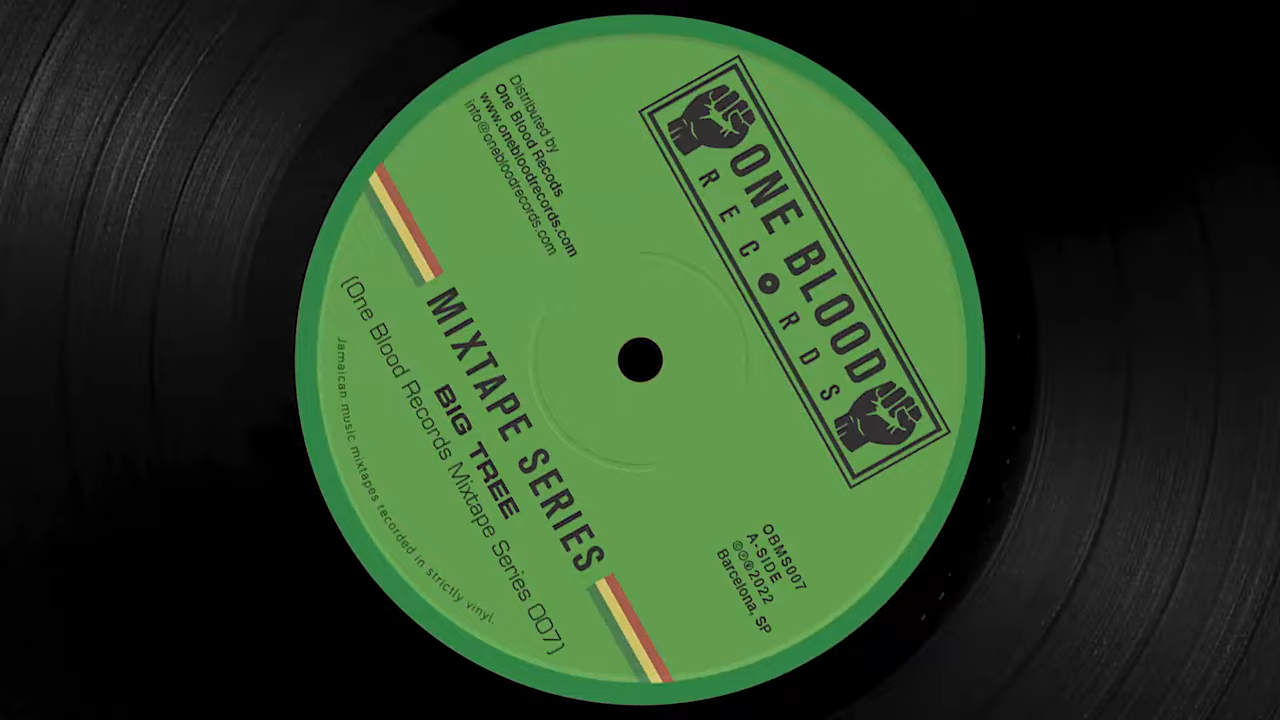 ONE BLOOD
RECORDS
Distributed by
One Blood Recods
www.onebloodrecords.com
info@onebloodrecords.com
OBMS007
A-SIDE
©℗®2022
Barcelona, SP
MIXTAPE SERIES
BIG TREE
(One Blood Records Mixtape Series 007)
Jamaican music mixtapes recorded in strictly vinyl.